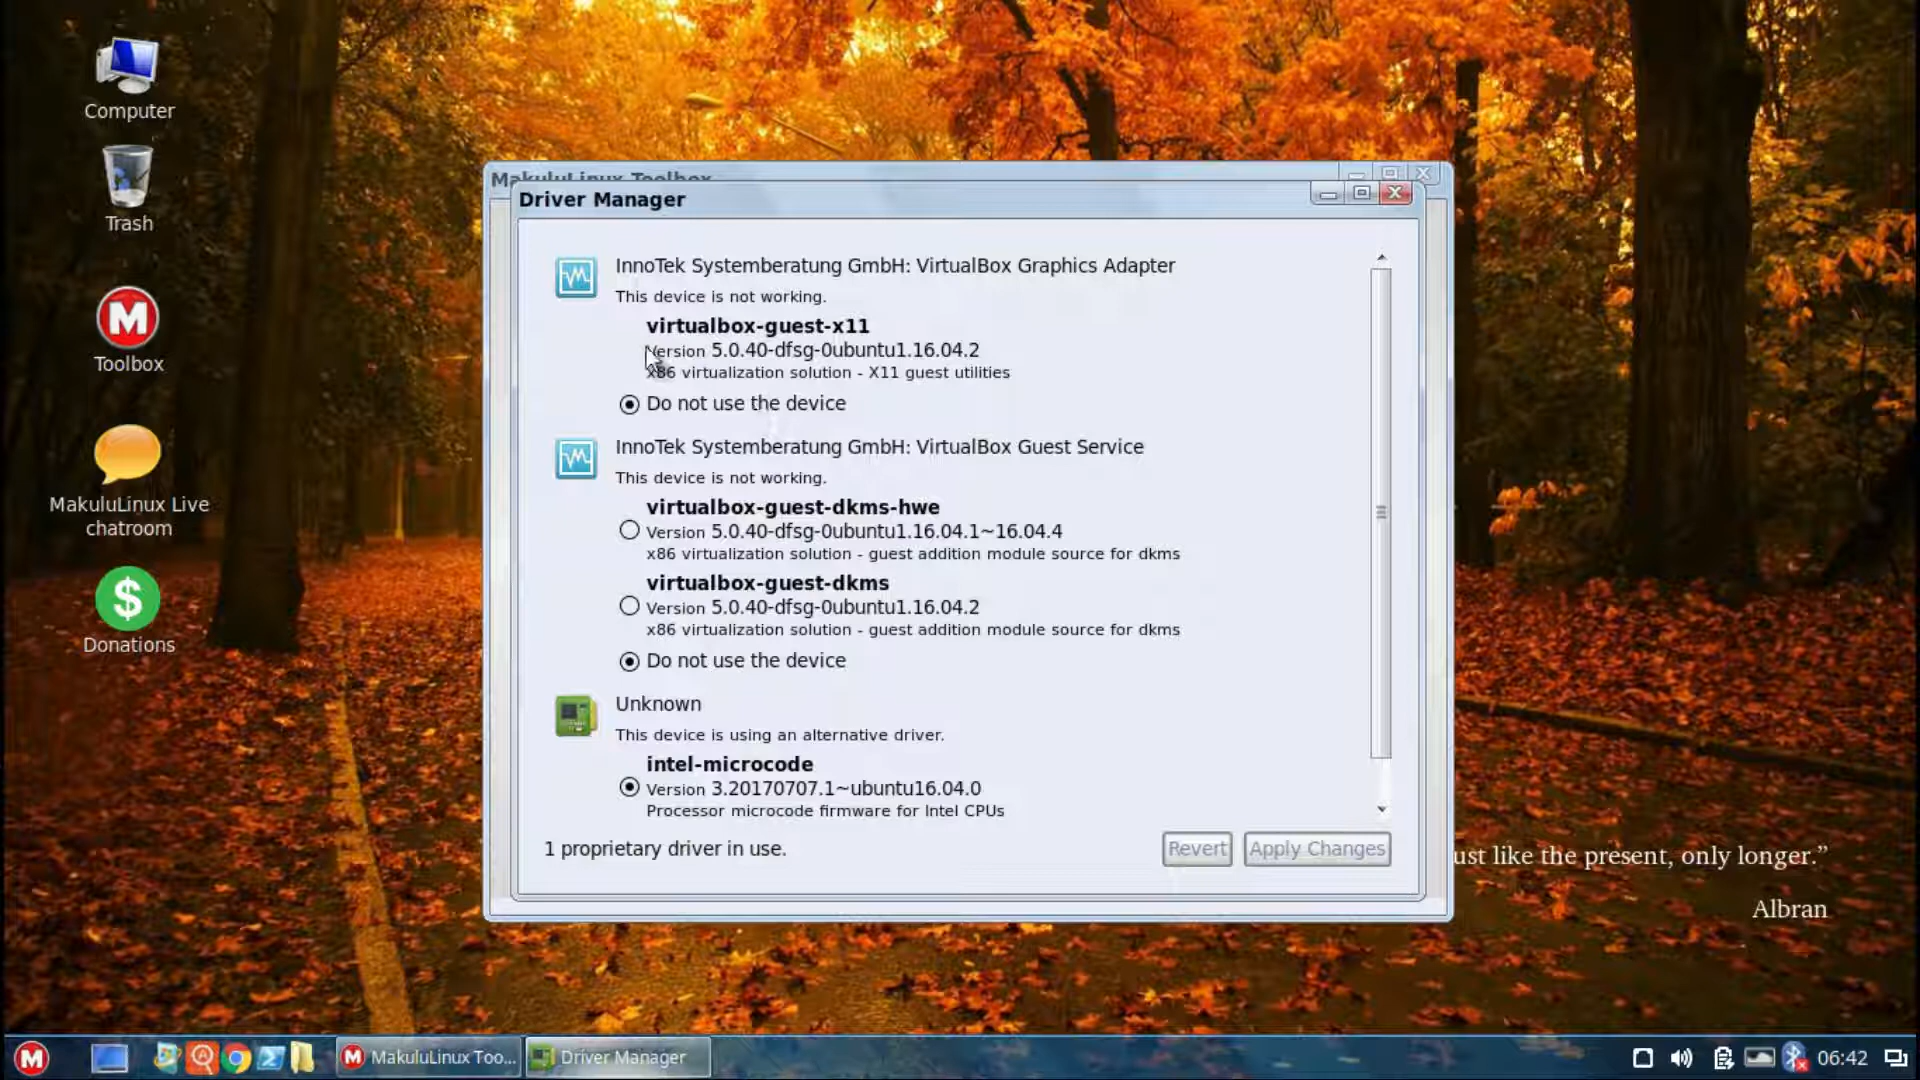 Computer
Trash
Toolbox
MakuluLinux Live
chatroom
Donations
MakuluLinux Toolbox
Driver Manager
InnoTek Systemberatung GmbH: VirtualBox Graphics Adapter
This device is not working.
virtualbox-guest-x11
Version 5.0.40-dfsg-0ubuntu1.16.04.2
x86 virtualization solution - X11 guest utilities
Do not use the device
InnoTek Systemberatung GmbH: VirtualBox Guest Service
This device is not working.
virtualbox-guest-dkms-hwe
Version 5.0.40-dfsg-0ubuntu1.16.04.1~16.04.4
x86 virtualization solution - guest addition module source for dkms
virtualbox-guest-dkms
Version 5.0.40-dfsg-0ubuntu1.16.04.2
x86 virtualization solution - guest addition module source for dkms
Do not use the device
Unknown
This device is using an alternative driver.
intel-microcode
Version 3.20170707.1~ubuntu16.04.0
Processor microcode firmware for Intel CPUs
1 proprietary driver in use.
Revert
Apply Changes
ust like the present, only longer.”
Albran
MakuluLinux Too...
Driver Manager
06:42